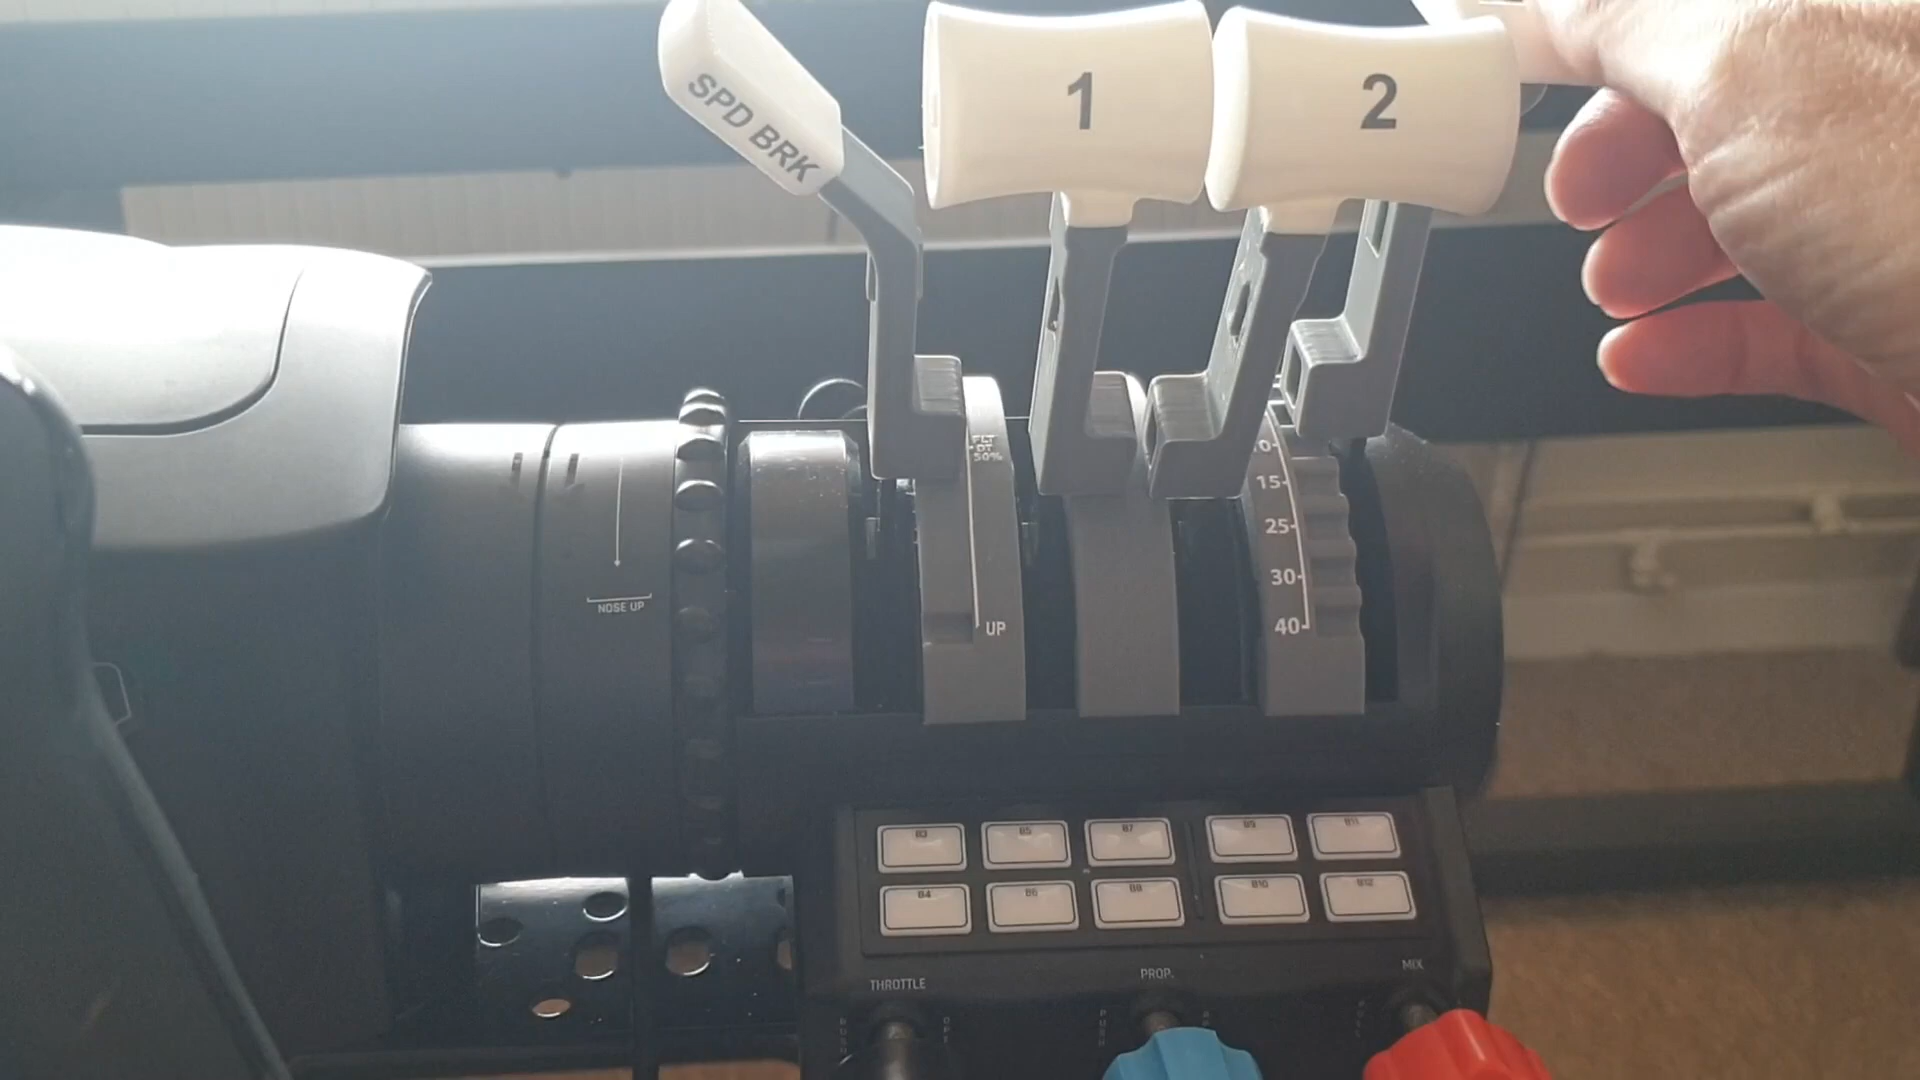 SPD BRK
1
2
FLT
DT
50%
10
15
25
30
40
UP
NOSE UP
B3
B5
B7
B9
B11
B4
B6
B8
B10
B12
THROTTLE
PROP.
MIX